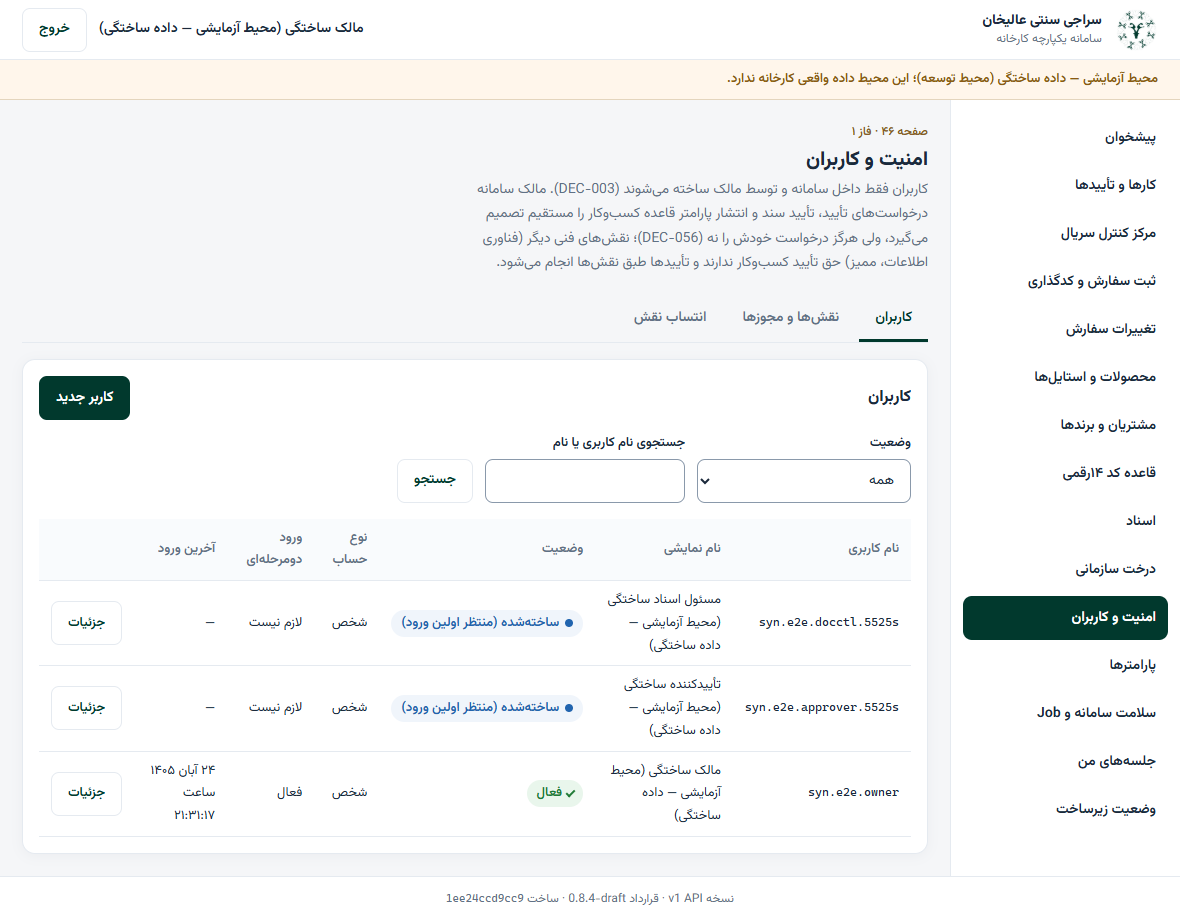 سراجی سنتی عالیخان
سامانه یکپارچه کارخانه
مالک ساختگی (محیط آزمایشی — داده ساختگی)
خروج
محیط آزمایشی — داده ساختگی (محیط توسعه)؛ این محیط داده واقعی کارخانه ندارد.
پیشخوان
کارها و تأییدها
مرکز کنترل سریال
ثبت سفارش و کدگذاری
تغییرات سفارش
محصولات و استایل‌ها
مشتریان و برندها
قاعده کد ۱۴رقمی
اسناد
درخت سازمانی
امنیت و کاربران
پارامترها
سلامت سامانه و Job
جلسه‌های من
وضعیت زیرساخت
صفحه ۴۶ · فاز ۱
امنیت و کاربران
کاربران فقط داخل سامانه و توسط مالک ساخته می‌شوند (DEC-003). مالک سامانه
درخواست‌های تأیید، تأیید سند و انتشار پارامتر قاعده کسب‌وکار را مستقیم تصمیم
می‌گیرد، ولی هرگز درخواست خودش را نه (DEC-056)؛ نقش‌های فنی دیگر (فناوری
اطلاعات، ممیز) حق تأیید کسب‌وکار ندارند و تأییدها طبق نقش‌ها انجام می‌شود.
کاربران
نقش‌ها و مجوزها
انتساب نقش
کاربران
کاربر جدید
وضعیت
همه
جستجوی نام کاربری یا نام
جستجو
نام کاربری
نام نمایشی
وضعیت
نوع
حساب
ورود
دومرحله‌ای
آخرین ورود
syn.e2e.docctl.5525s
مسئول اسناد ساختگی
(محیط آزمایشی —
داده ساختگی)
ساخته‌شده (منتظر اولین ورود)
شخص
لازم نیست
—
جزئیات
syn.e2e.approver.5525s
تأییدکننده ساختگی
(محیط آزمایشی —
داده ساختگی)
ساخته‌شده (منتظر اولین ورود)
شخص
لازم نیست
—
جزئیات
syn.e2e.owner
مالک ساختگی (محیط
آزمایشی — داده
ساختگی)
فعال
شخص
فعال
۲۴ آبان ۱۴۰۵
ساعت
۲۱:۳۱:۱۷
جزئیات
نسخه API v1 · قرارداد 0.8.4-draft · ساخت 1ee24ccd9cc9